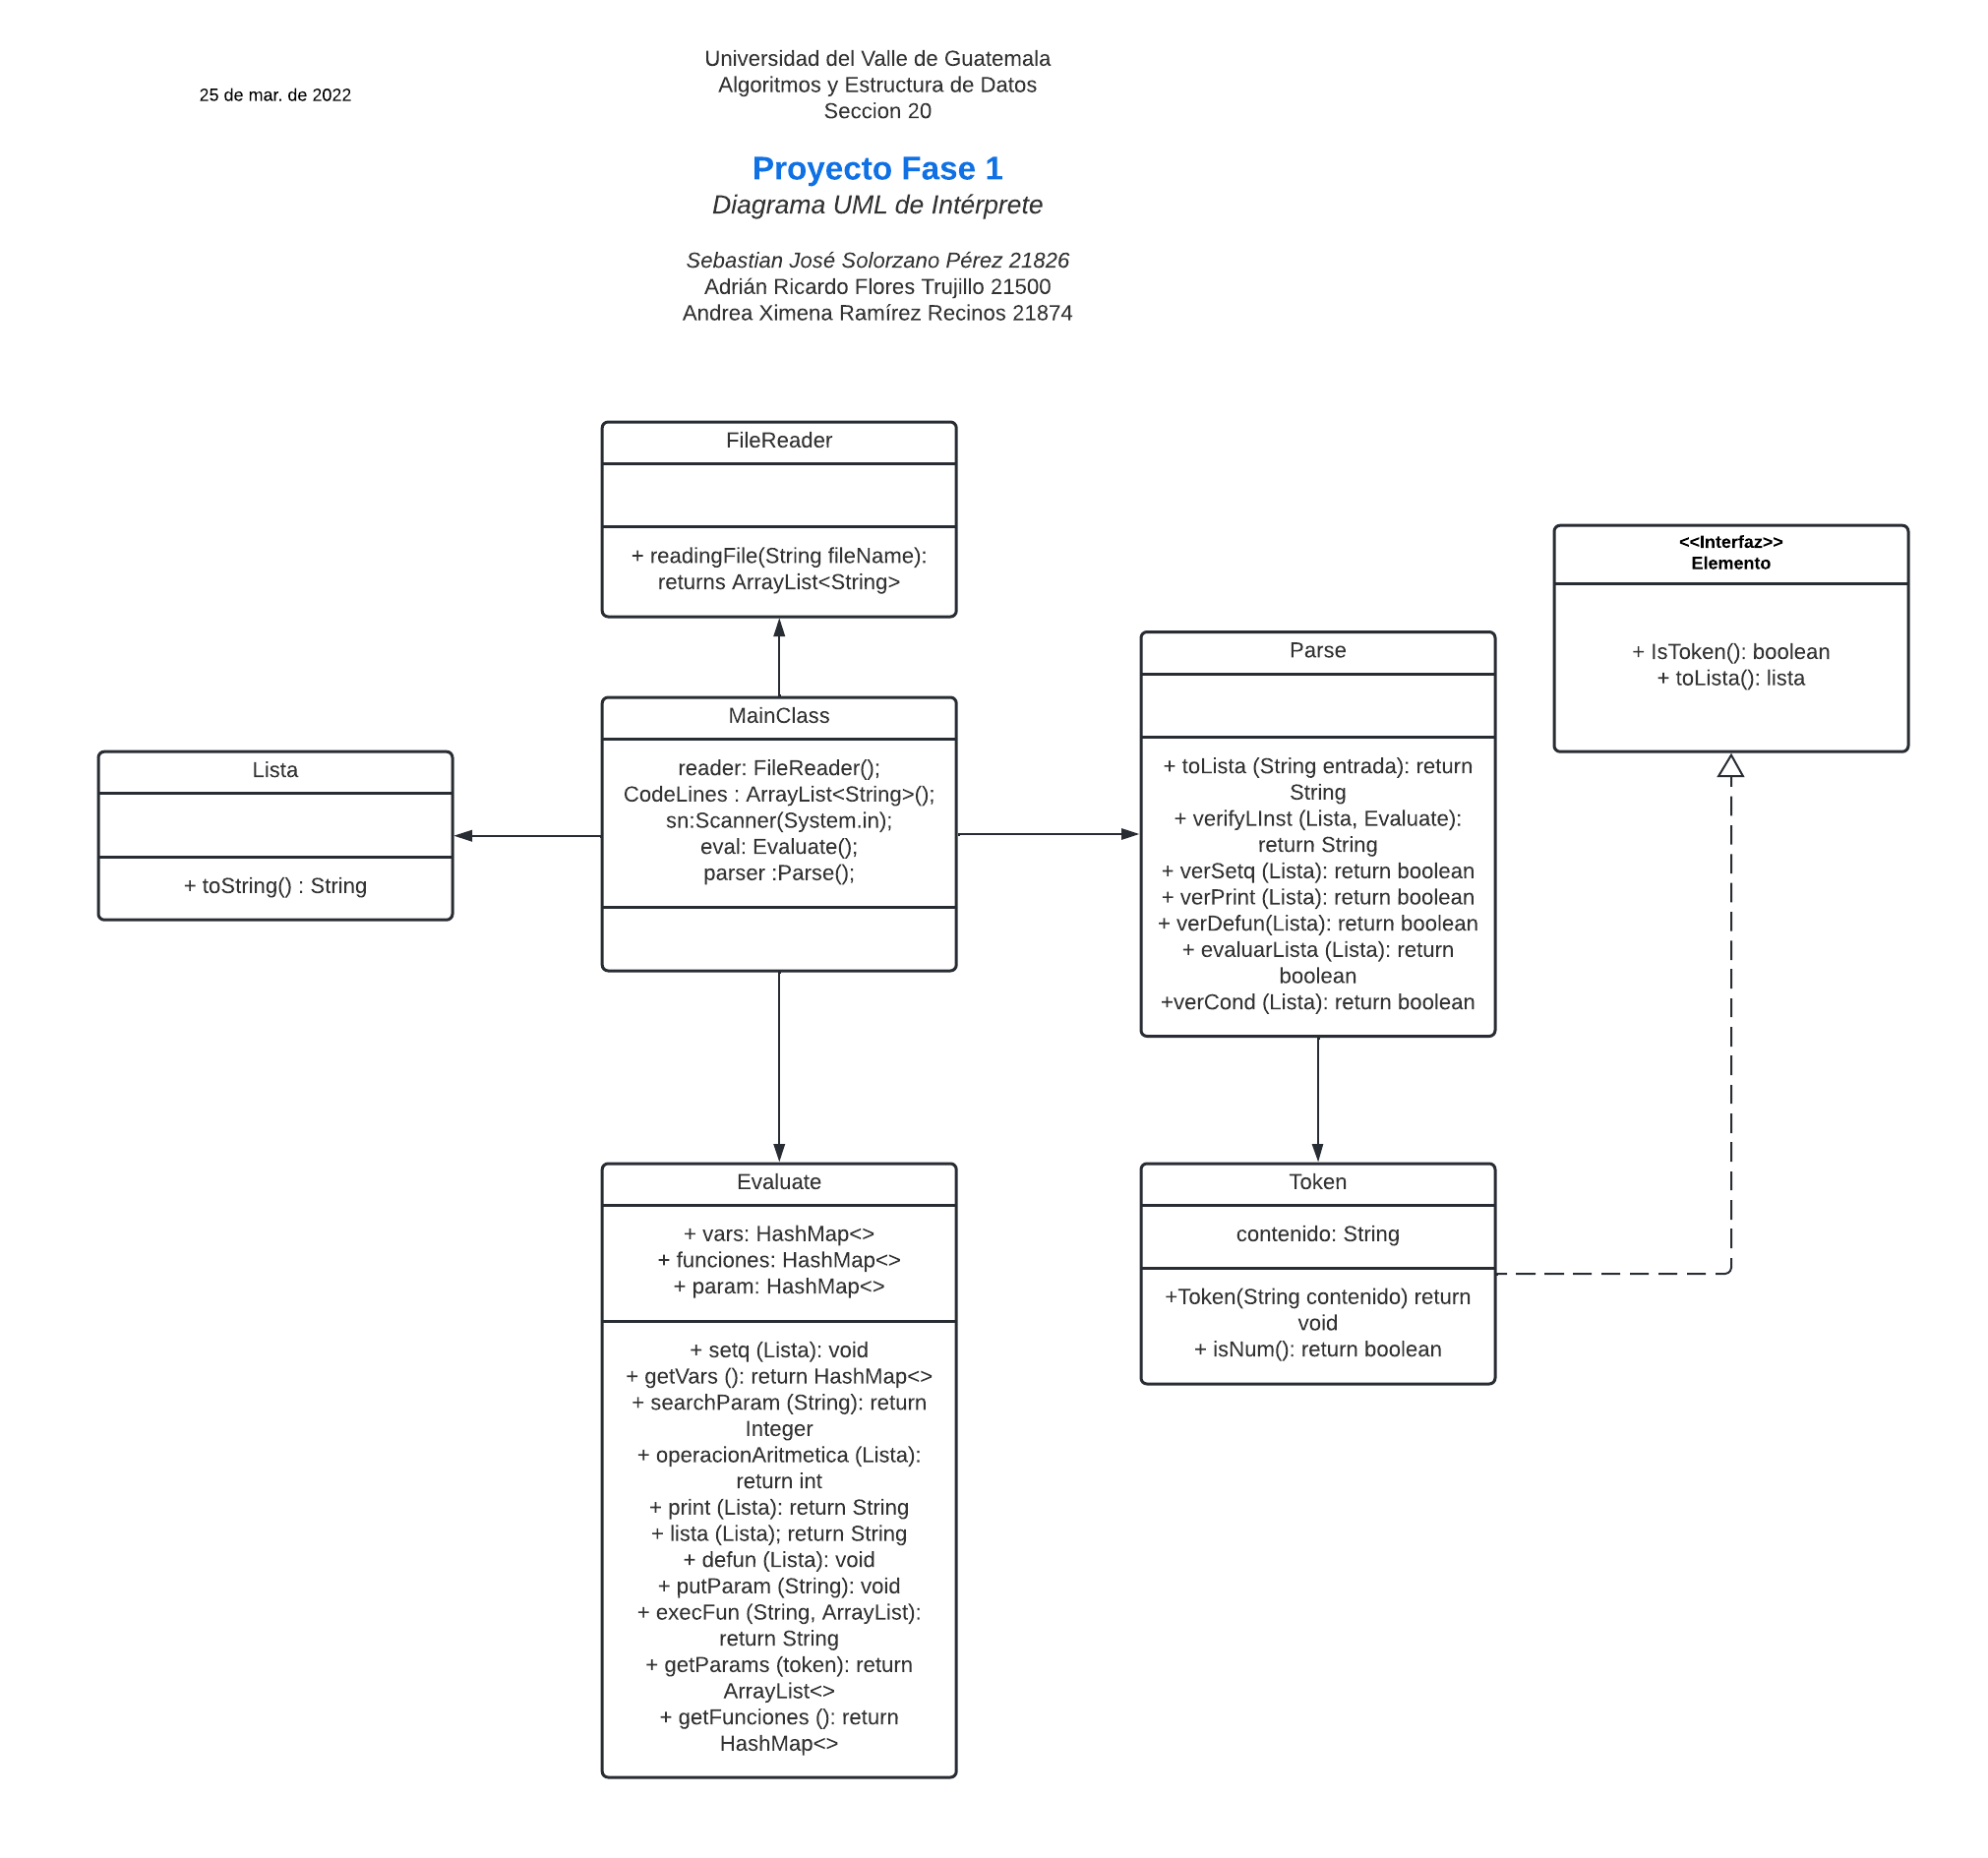 25 de mar. de 2022
Universidad del Valle de Guatemala
Algoritmos y Estructura de Datos
Seccion 20
Proyecto Fase 1
Diagrama UML de Intérprete
Sebastian José Solorzano Pérez 21826
Adrián Ricardo Flores Trujillo 21500
Andrea Ximena Ramírez Recinos 21874
FileReader
+ readingFile(String fileName):
returns ArrayList<String>
<<Interfaz>>
Elemento
+ IsToken(): boolean
+ toLista(): lista
Parse
+ toLista (String entrada): return
String
+ verifyLInst (Lista, Evaluate):
return String
+ verSetq (Lista): return boolean
+ verPrint (Lista): return boolean
+ verDefun(Lista): return boolean
+ evaluarLista (Lista): return
boolean
+verCond (Lista): return boolean
MainClass
reader: FileReader();
CodeLines : ArrayList<String>();
sn:Scanner(System.in);
eval: Evaluate();
parser :Parse();
Lista
+ toString() : String
Evaluate
+ vars: HashMap<>
+ funciones: HashMap<>
+ param: HashMap<>
+ setq (Lista): void
+ getVars (): return HashMap<>
+ searchParam (String): return
Integer
+ operacionAritmetica (Lista):
return int
+ print (Lista): return String
+ lista (Lista); return String
+ defun (Lista): void
+ putParam (String): void
+ execFun (String, ArrayList):
return String
+ getParams (token): return
ArrayList<>
+ getFunciones (): return
HashMap<>
Token
contenido: String
+Token(String contenido) return
void
+ isNum(): return boolean